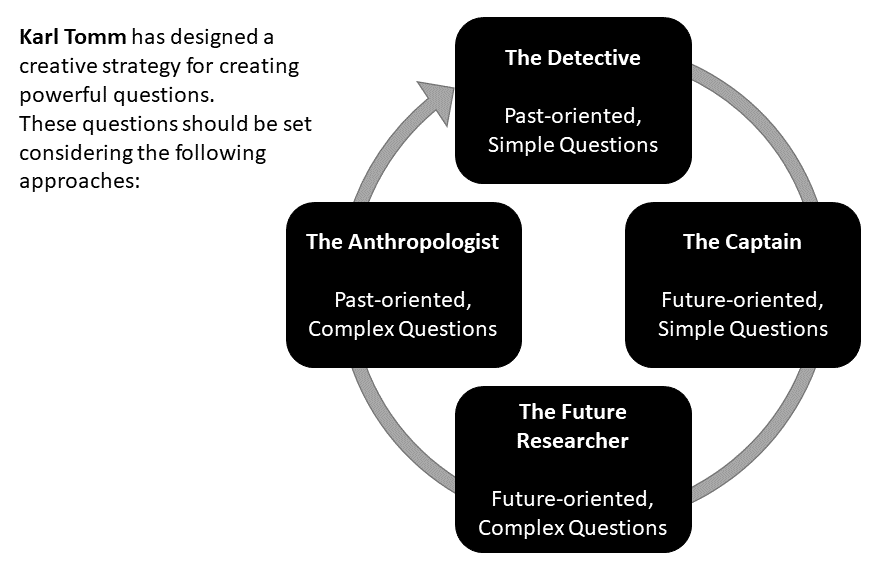 Karl Tomm has designed a
creative strategy for creating
powerful questions.
These questions should be set
considering the following
approaches:
The Detective
Past-oriented,
Simple Questions
The Captain
Future-oriented,
Simple Questions
The Future
Researcher
Future-oriented,
Complex Questions
The Anthropologist
Past-oriented,
Complex Questions